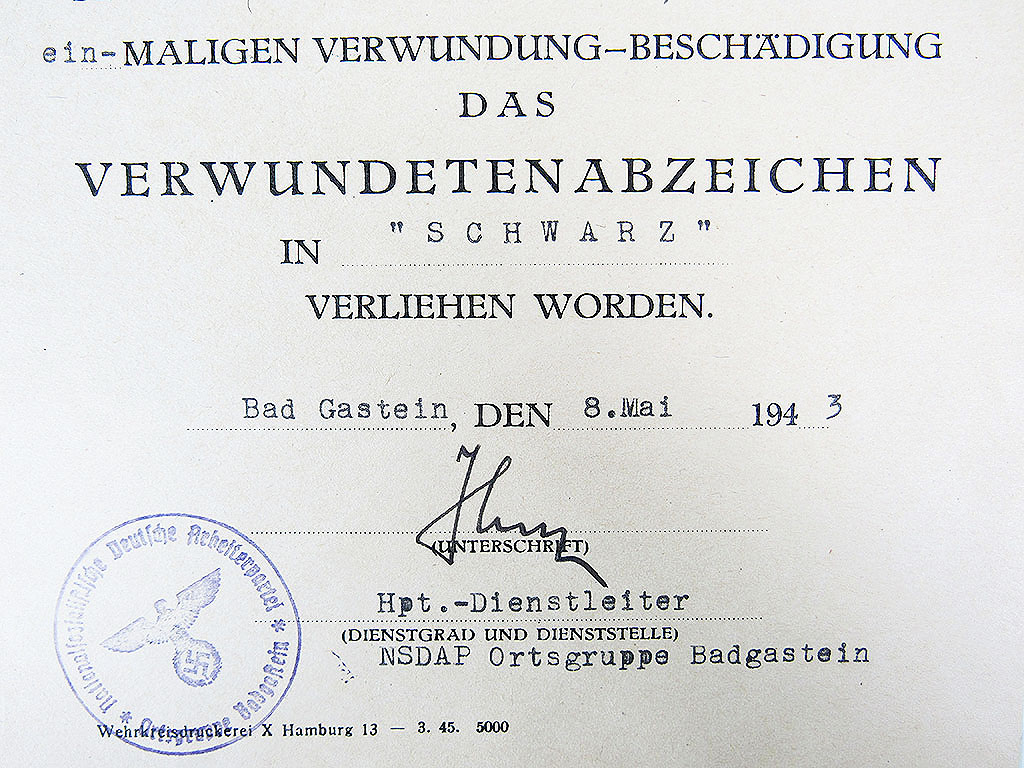 ein-MALIGEN VERWUNDUNG–BESCHÄDIGUNG
DAS
VERWUNDETENABZEICHEN
IN "SCHWARZ"
VERLIEHEN WORDEN.
Bad Gastein, DEN 8.Mai 1943
(UNTERSCHRIFT)
Hpt.-Dienstleiter
(DIENSTGRAD UND DIENSTSTELLE)
NSDAP Ortsgruppe Badgastein
Nationalsozialistische Deutsche Arbeiterpartei * Ortsgruppe Badgastein *
Wehrkreisdruckerei X Hamburg 13 — 3. 45. 5000